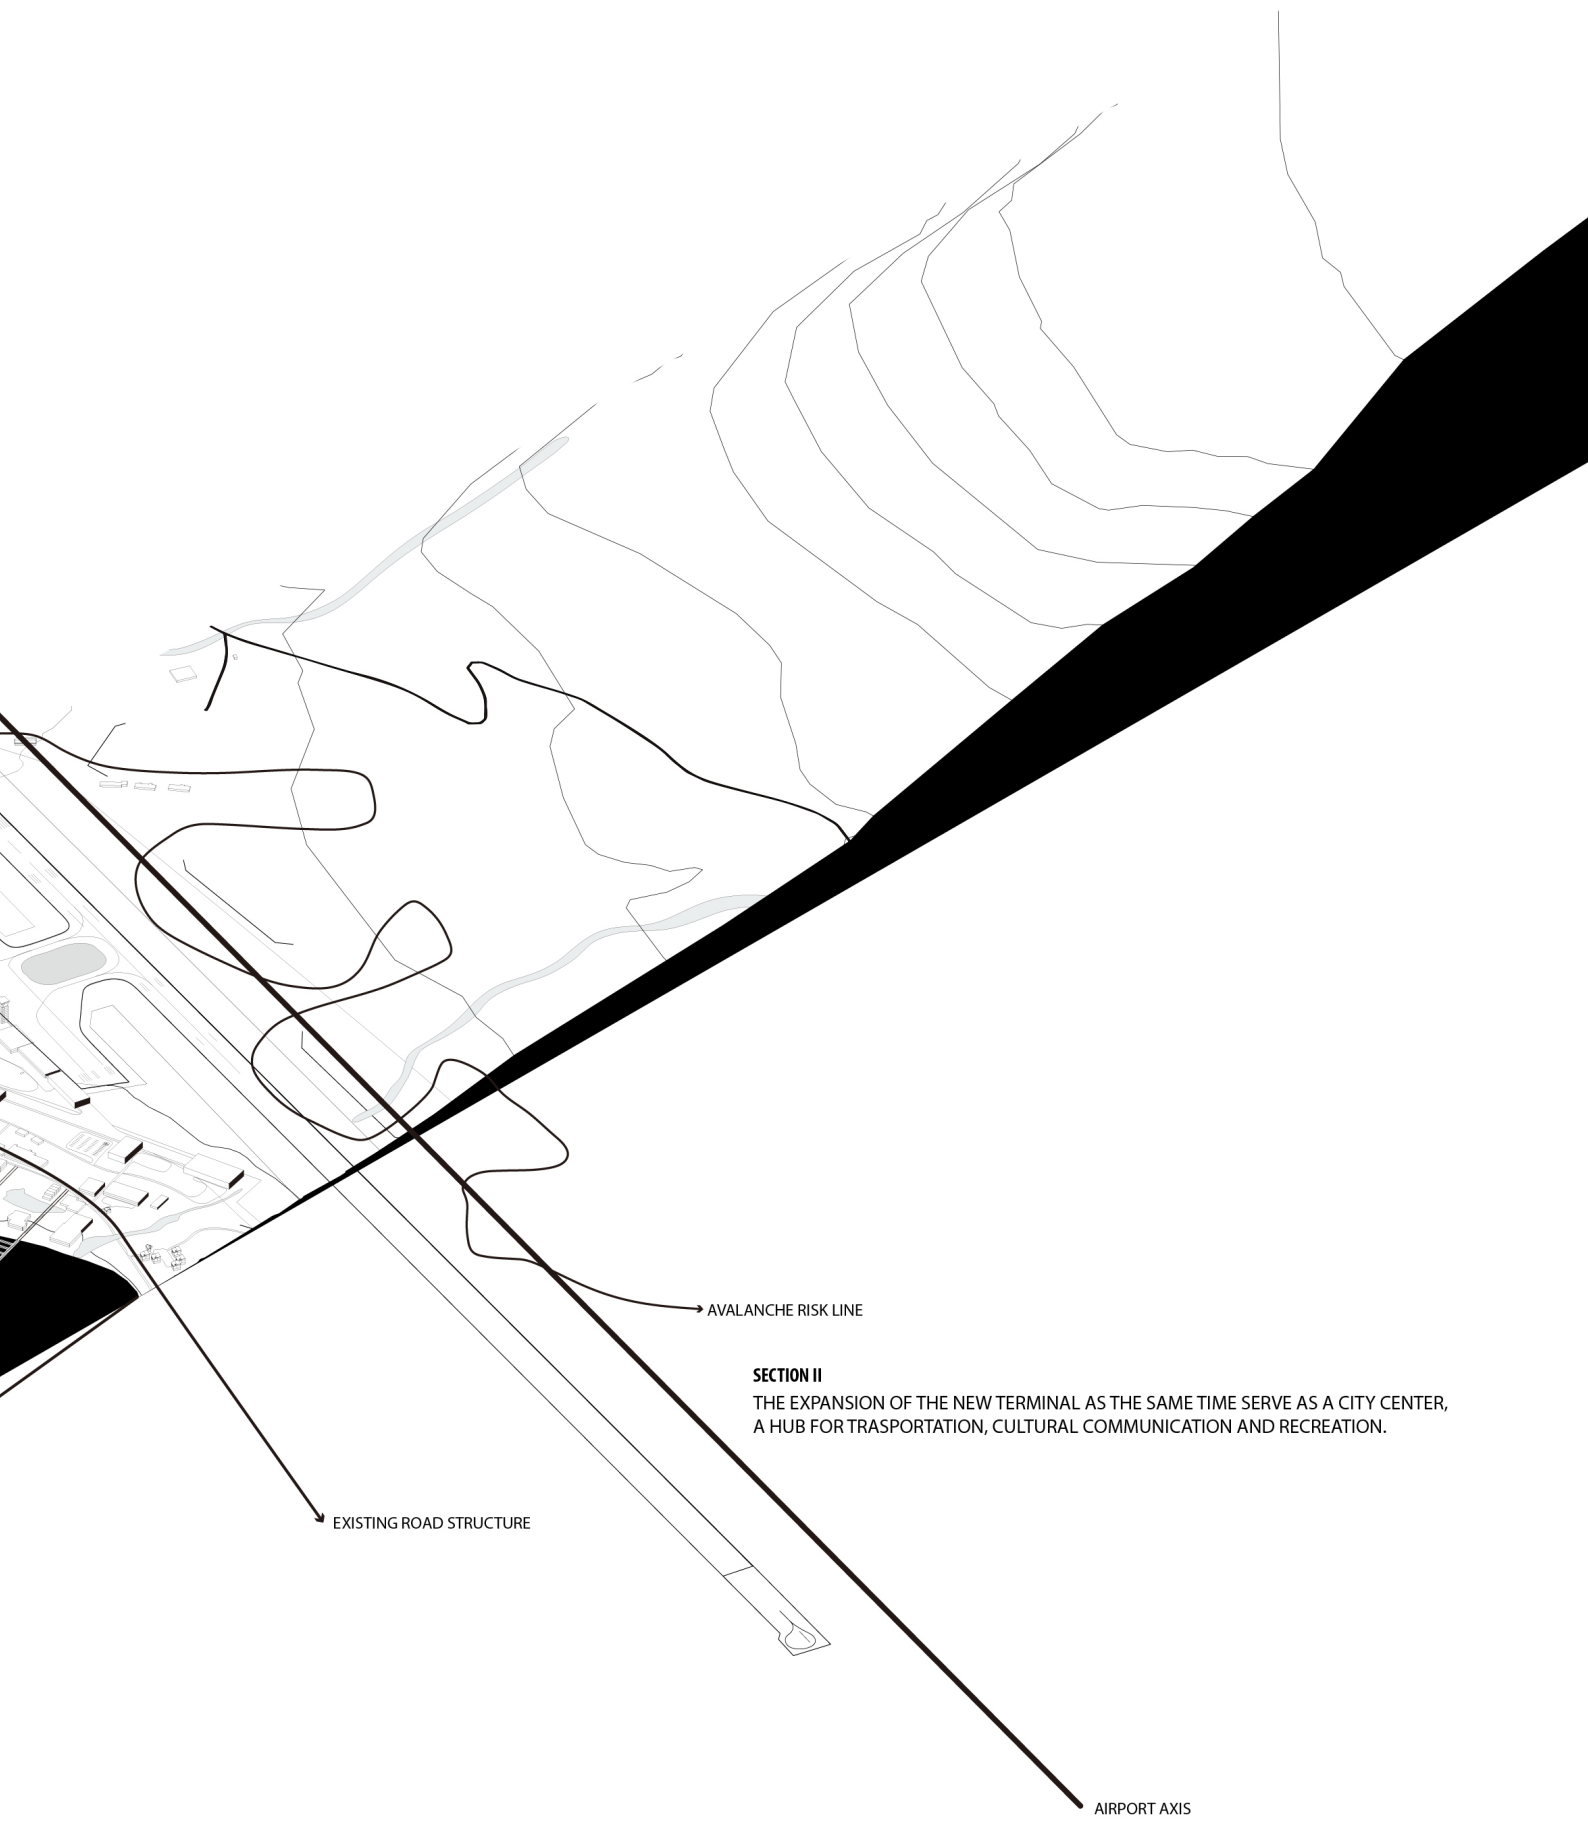 AVALANCHE RISK LINE
SECTION II
THE EXPANSION OF THE NEW TERMINAL AS THE SAME TIME SERVE AS A CITY CENTER,
A HUB FOR TRASPORTATION, CULTURAL COMMUNICATION AND RECREATION.
EXISTING ROAD STRUCTURE
AIRPORT AXIS